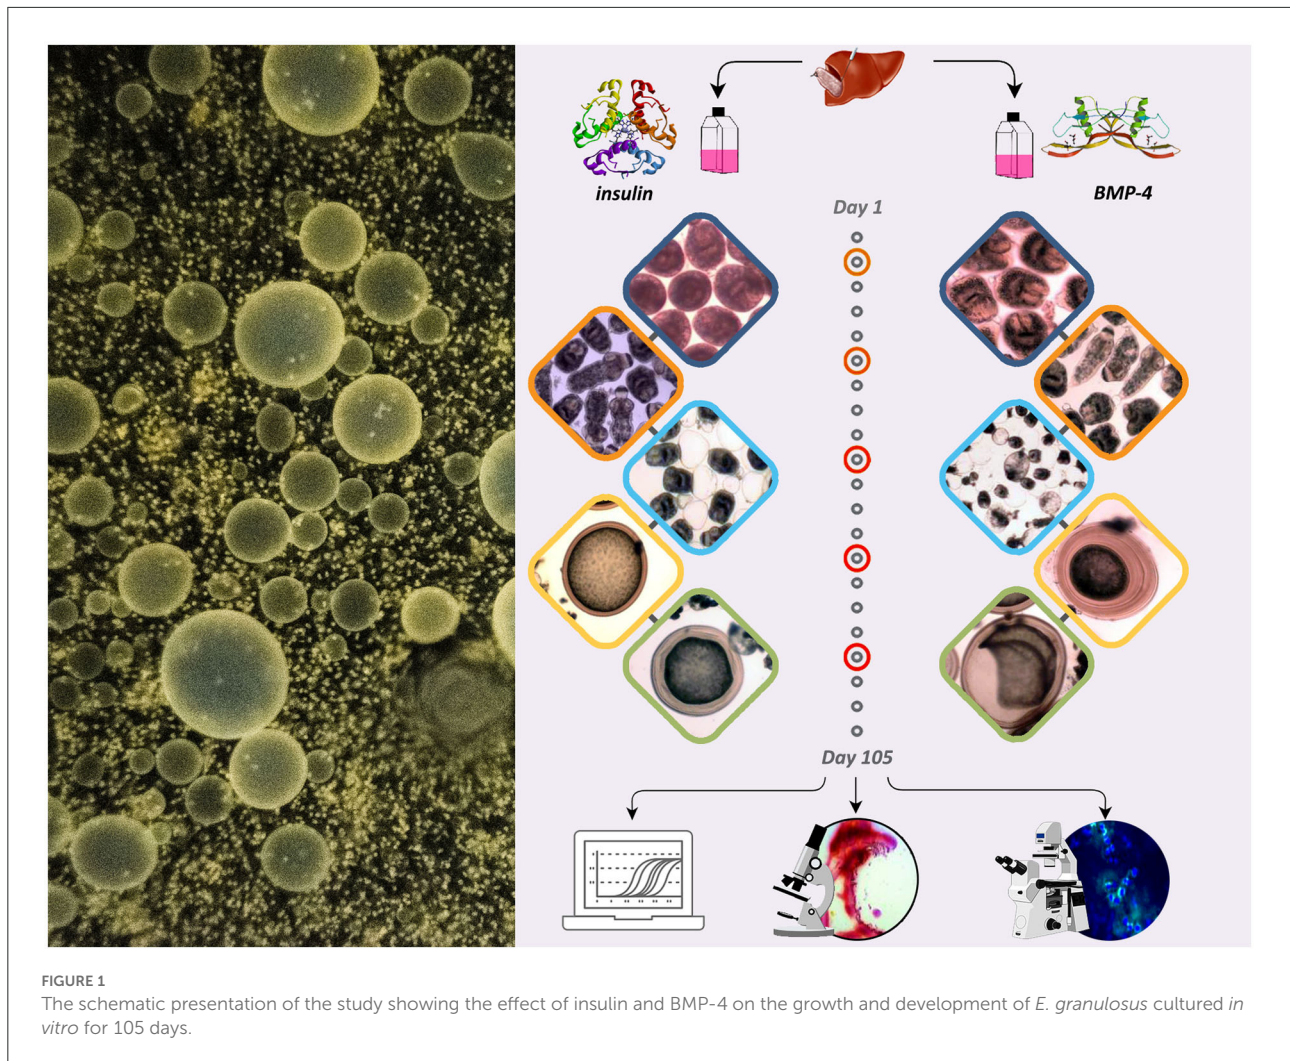 insulin
BMP-4
Day 1
Day 105
FIGURE 1
The schematic presentation of the study showing the effect of insulin and BMP-4 on the growth and development of E. granulosus cultured in
vitro for 105 days.